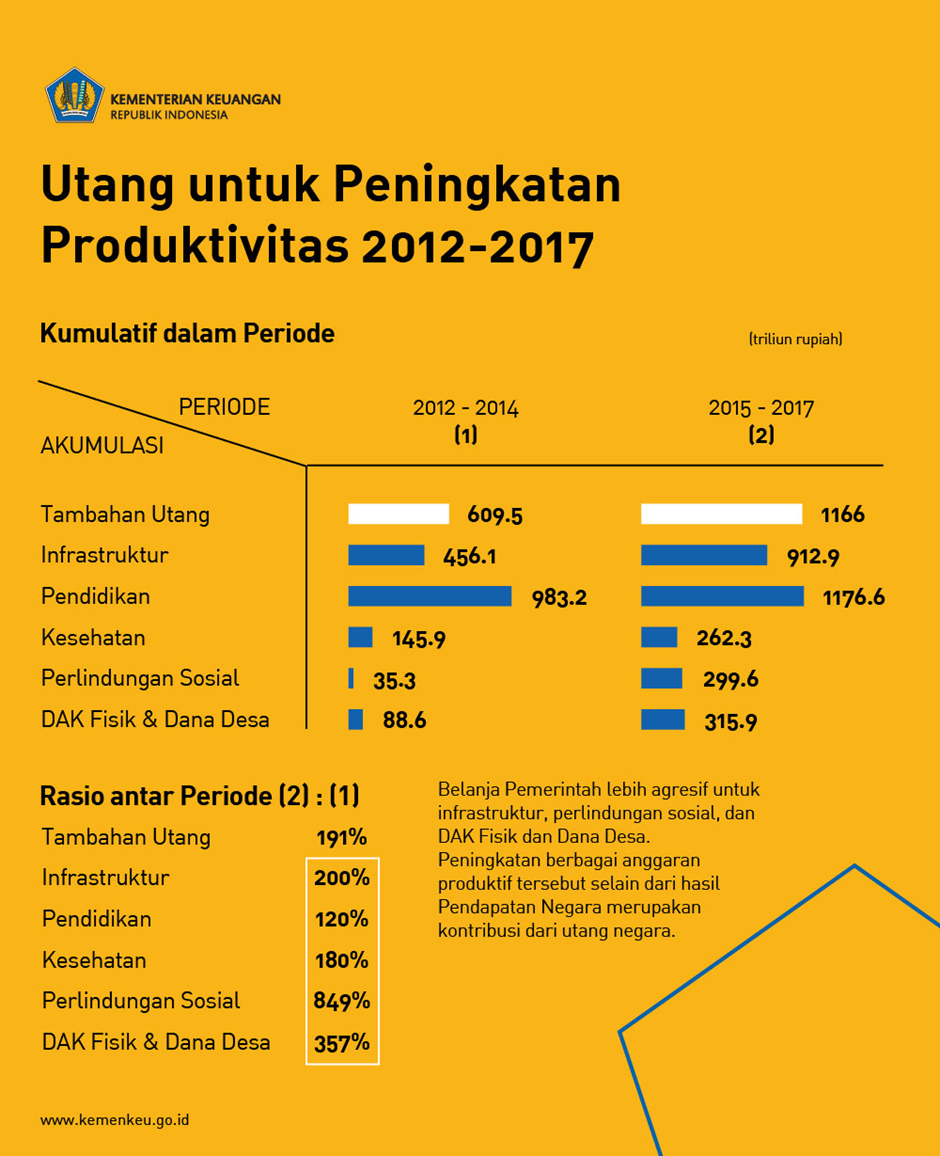 KEMENTERIAN KEUANGAN
REPUBLIK INDONESIA
Utang untuk Peningkatan
Produktivitas 2012-2017
Kumulatif dalam Periode
(triliun rupiah)
PERIODE
2012 - 2014
2015 - 2017
(1)
(2)
AKUMULASI
Tambahan Utang 609.5 1166
Infrastruktur 456.1 912.9
Pendidikan 983.2 1176.6
Kesehatan 145.9 262.3
Perlindungan Sosial 35.3 299.6
DAK Fisik & Dana Desa 88.6 315.9
Rasio antar Periode (2) : (1)
Tambahan Utang 191%
Infrastruktur 200%
Pendidikan 120%
Kesehatan 180%
Perlindungan Sosial 849%
DAK Fisik & Dana Desa 357%
Belanja Pemerintah lebih agresif untuk
infrastruktur, perlindungan sosial, dan
DAK Fisik dan Dana Desa.
Peningkatan berbagai anggaran
produktif tersebut selain dari hasil
Pendapatan Negara merupakan
kontribusi dari utang negara.
www.kemenkeu.go.id